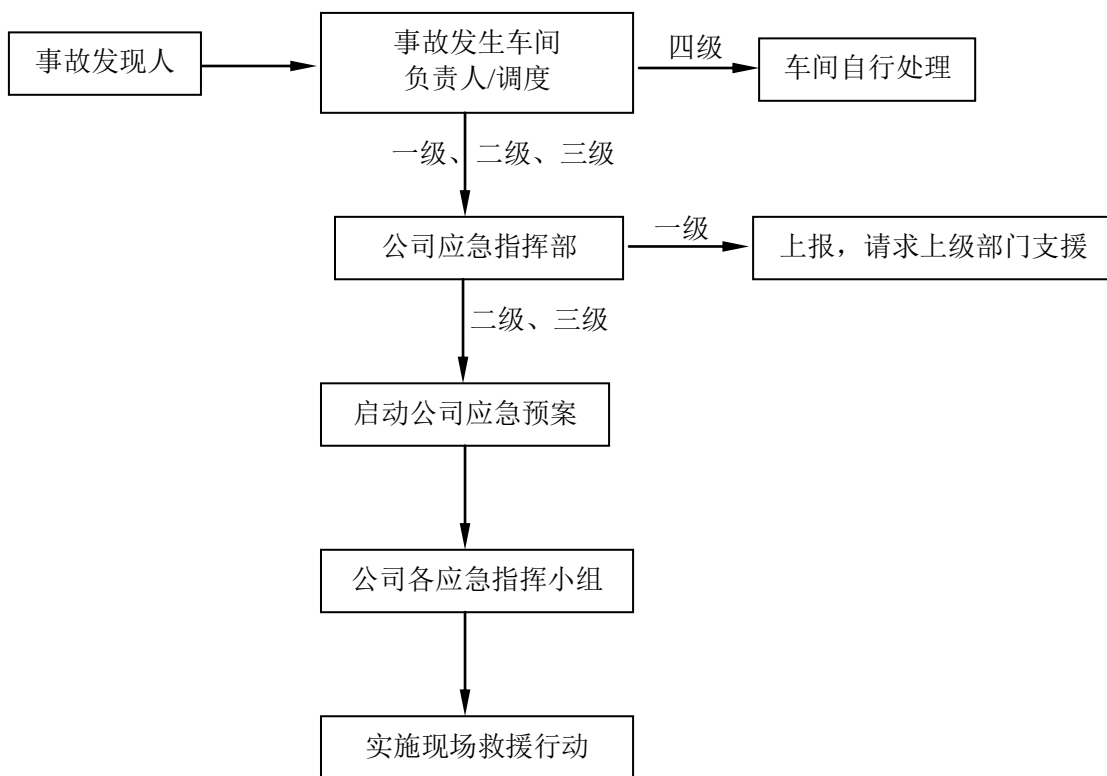 事故发现人
事故发生车间
负责人/调度
四级
车间自行处理
一级、二级、三级
公司应急指挥部
一级
上报，请求上级部门支援
二级、三级
启动公司应急预案
公司各应急指挥小组
实施现场救援行动